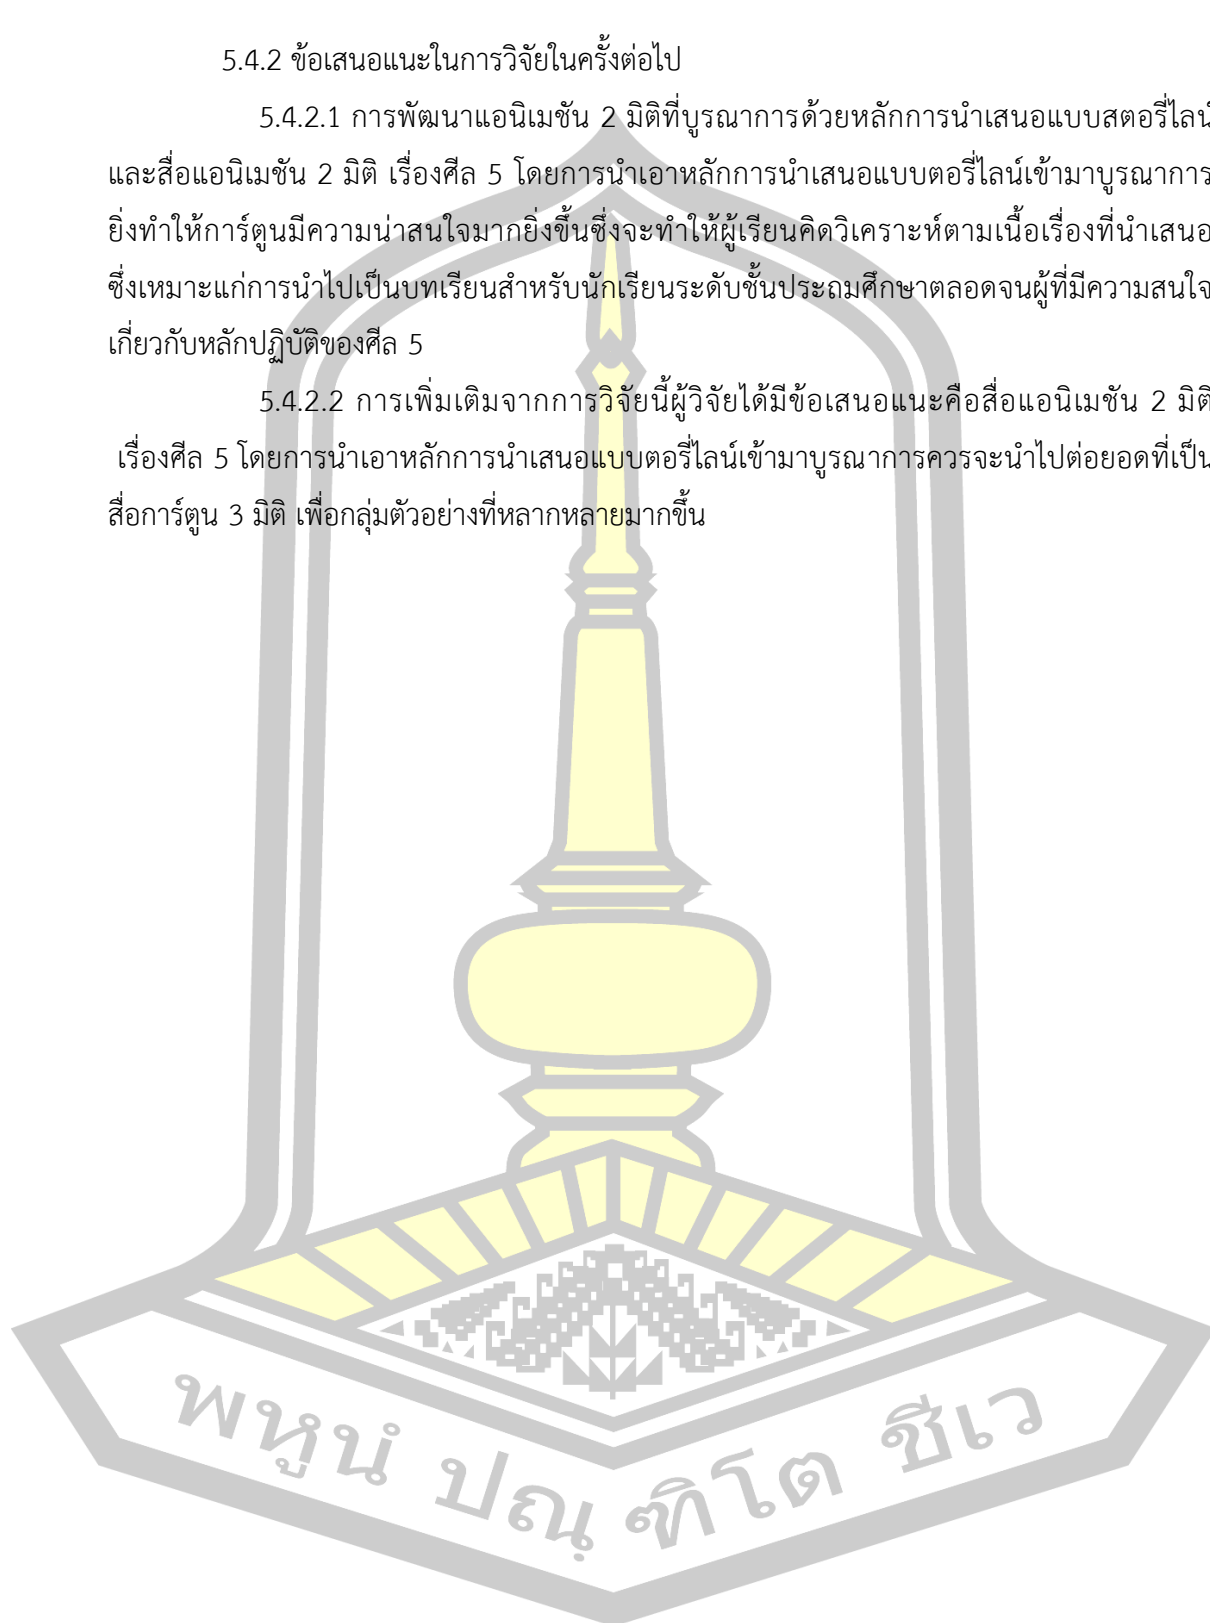 5.4.2 ข้อเสนอแนะในการวิจัยในครั้งต่อไป
5.4.2.1 การพัฒนาแอนิเมชัน 2 มิติที่บูรณาการด้วยหลักการนำเสนอแบบสตอรี่ไลน์
และสื่อแอนิเมชัน 2 มิติ เรื่องศีล 5 โดยการนำเอาหลักการนำเสนอแบบตอรี่ไลน์เข้ามาบูรณาการ
ยิ่งทำให้การ์ตูนมีความน่าสนใจมากยิ่งขึ้นซึ่งจะทำให้ผู้เรียนคิดวิเคราะห์ตามเนื้อเรื่องที่นำเสนอ
ซึ่งเหมาะแก่การนำไปเป็นบทเรียนสำหรับนักเรียนระดับชั้นประถมศึกษาตลอดจนผู้ที่มีความสนใจ
เกี่ยวกับหลักปฏิบัติของศีล 5
5.4.2.2 การเพิ่มเติมจากการวิจัยนี้ผู้วิจัยได้มีข้อเสนอแนะคือสื่อแอนิเมชัน 2 มิติ
เรื่องศีล 5 โดยการนำเอาหลักการนำเสนอแบบตอรี่ไลน์เข้ามาบูรณาการควรจะนำไปต่อยอดที่เป็น
สื่อการ์ตูน 3 มิติ เพื่อกลุ่มตัวอย่างที่หลากหลายมากขึ้น
พหูนํ ปณฺ ฑิโต ชีเว